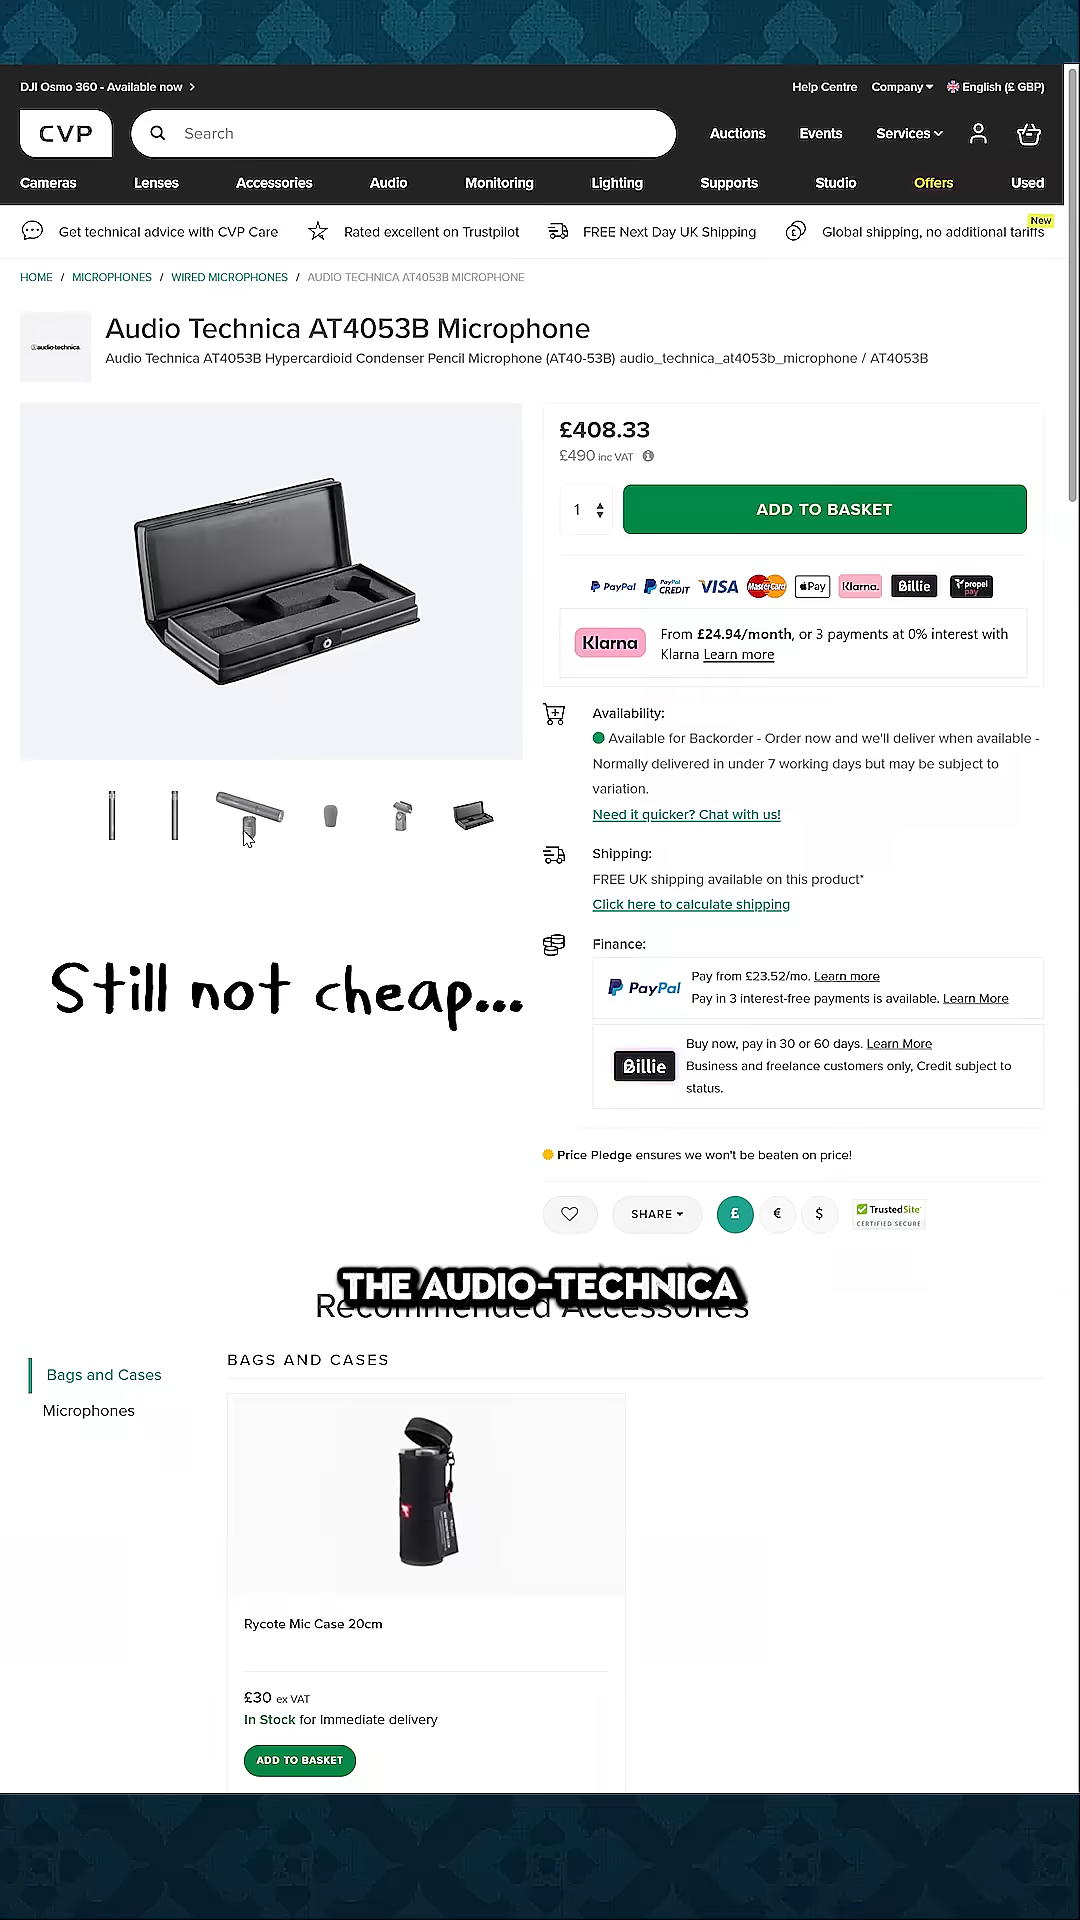 DJI Osmo 360 - Available now
Help Centre Company English (£ GBP)
CVP
Search
Auctions Events Services
Cameras Lenses Accessories Audio Monitoring Lighting Supports Studio Offers Used
Get technical advice with CVP Care
Rated excellent on Trustpilot
FREE Next Day UK Shipping
Global shipping, no additional tariffs
New
HOME / MICROPHONES / WIRED MICROPHONES / AUDIO TECHNICA AT4053B MICROPHONE
audio-technica
Audio Technica AT4053B Microphone
Audio Technica AT4053B Hypercardioid Condenser Pencil Microphone (AT40-53B) audio_technica_at4053b_microphone / AT4053B
£408.33
£490 inc VAT
1
ADD TO BASKET
PayPal PayPal CREDIT VISA MasterCard Pay Klarna. Billie propel pay
Klarna
From £24.94/month, or 3 payments at 0% interest with
Klarna Learn more
Availability:
Available for Backorder - Order now and we'll deliver when available -
Normally delivered in under 7 working days but may be subject to
variation.
Need it quicker? Chat with us!
Shipping:
FREE UK shipping available on this product*
Click here to calculate shipping
Finance:
PayPal
Pay from £23.52/mo. Learn more
Pay in 3 interest-free payments is available. Learn More
Billie
Buy now, pay in 30 or 60 days. Learn More
Business and freelance customers only, Credit subject to
status.
Still not cheap...
Price Pledge ensures we won't be beaten on price!
SHARE £ € $
TrustedSite
CERTIFIED SECURE
THE AUDIO-TECHNICA
Recommended Accessories
Bags and Cases
Microphones
BAGS AND CASES
Rycote Mic Case 20cm
£30 ex VAT
In Stock for Immediate delivery
ADD TO BASKET